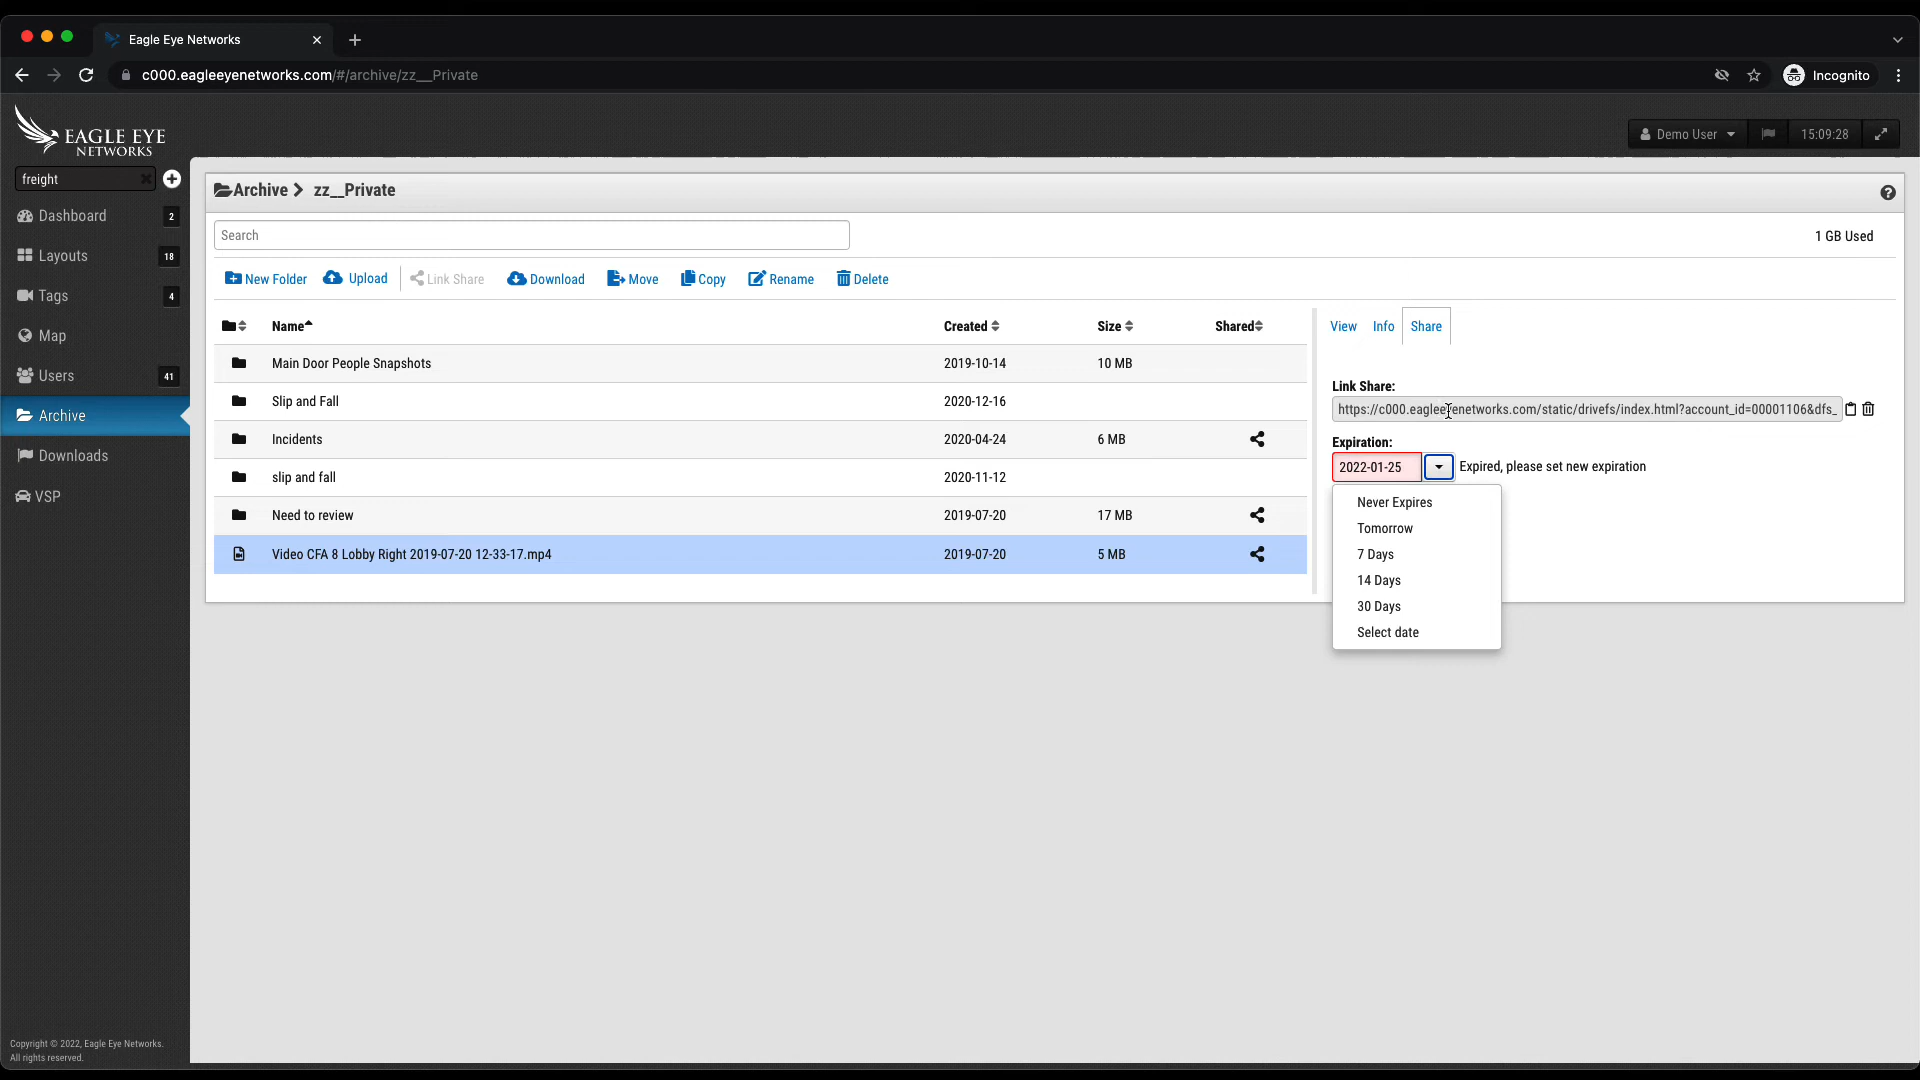 Eagle Eye Networks
c000.eagleeyenetworks.com/#/archive/zz__Private
Incognito
EAGLE EYE
NETWORKS
Demo User
15:09:28
freight
Dashboard 2
Layouts 18
Tags 4
Map
Users 41
Archive
Downloads
VSP
Archive zz__Private
Search
1 GB Used
New Folder Upload Link Share Download Move Copy Rename Delete
Name Created Size Shared
Main Door People Snapshots 2019-10-14 10 MB
Slip and Fall 2020-12-16
Incidents 2020-04-24 6 MB
slip and fall 2020-11-12
Need to review 2019-07-20 17 MB
Video CFA 8 Lobby Right 2019-07-20 12-33-17.mp4 2019-07-20 5 MB
View Info Share
Link Share:
https://c000.eagleeyenetworks.com/static/drivefs/index.html?account_id=00001106&dfs_
Expiration:
2022-01-25 Expired, please set new expiration
Never Expires
Tomorrow
7 Days
14 Days
30 Days
Select date
Copyright © 2022, Eagle Eye Networks.
All rights reserved.